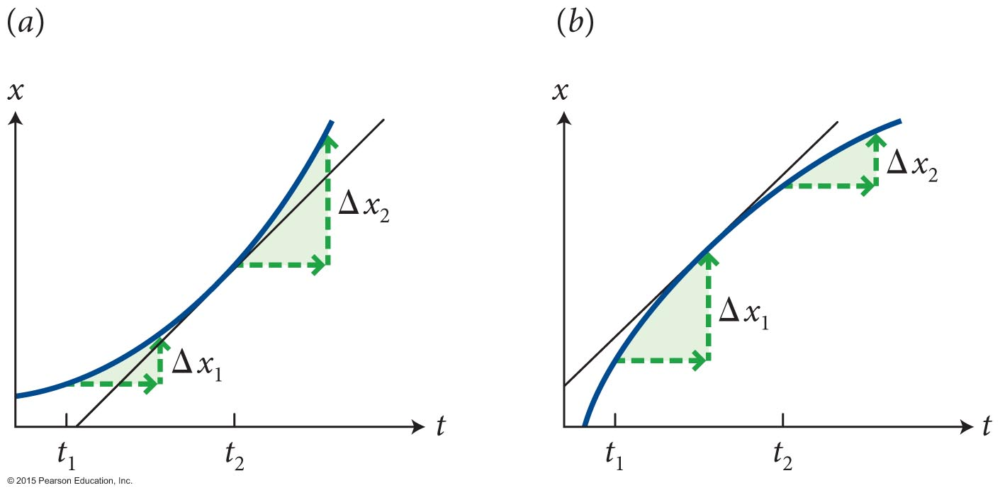 (a)
x
Δx₂
Δx₁
t
t₁
t₂
(b)
x
Δx₂
Δx₁
t
t₁
t₂
© 2015 Pearson Education, Inc.